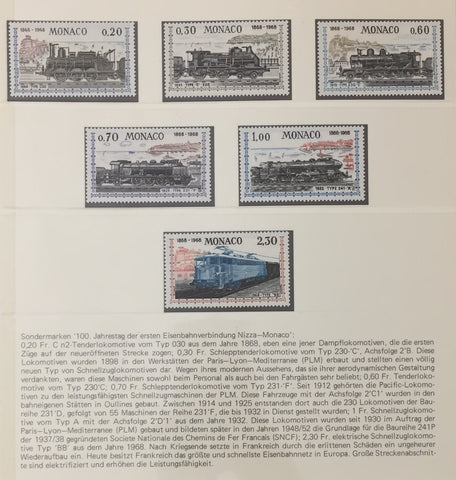 1868-1968 MONACO 0.20
0.30 MONACO 1868-1968
1868-1968 MONACO 0.60
0.70 MONACO 1868-1968
1.00 MONACO 1868-1968
1932 TYPE 241-"A"
1868-1968 MONACO 2.30
Sondermarken '100. Jahrestag der ersten Eisenbahnverbindung Nizza—Monaco':
0,20 Fr. C n2-Tenderlokomotive vom Typ 030 aus dem Jahre 1868, eben eine jener Dampflokomotiven, die die ersten
Züge auf der neueröffneten Strecke zogen; 0,30 Fr. Schlepptenderlokomotive vom Typ 230-'C', Achsfolge 2'B. Diese
Lokomotiven wurden 1898 in den Werkstätten der Paris—Lyon—Mediterranee (PLM) erbaut und stellten einen völlig
neuen Typ von Schnellzuglokomotiven dar. Wegen ihres modernen Aussehens, das sie ihrer aerodynamischen Gestaltung
verdankten, waren diese Maschinen sowohl beim Personal als auch bei den Fahrgästen sehr beliebt; 0,60 Fr. Tenderloko-
motive vom Typ 230'C'; 0,70 Fr. Schlepptenderlokomotive vom Typ 231-'F'. Seit 1912 gehörten die Pacific-Lokomoti-
ven zu den leistungsfähigsten Schnellzugmaschinen der PLM. Diese Fahrzeuge mit der Achsfolge 2'C1' wurden in den
bahneigenen Stätten in Oullines gebaut. Zwischen 1914 und 1925 entstanden dort auch die 230 Lokomotiven der Bau-
reihe 231'D', gefolgt von 55 Maschinen der Reihe 231'F', die bis 1932 in Dienst gestellt wurden; 1 Fr. Schnellzugloko-
motive vom Typ A mit der Achsfolge 2'D'1' aus dem Jahre 1932. Diese Lokomotiven wurden seit 1930 im Auftrag der
Paris—Lyon—Mediterranee (PLM) gebaut und bildeten später in den Jahren 1948/52 die Grundlage für die Baureihe 241P
der 1937/38 gegründeten Societe Nationale des Chemins de Fer Francais (SNCF); 2,30 Fr. elektrische Schnellzuglokomo-
tive Typ 'BB' aus dem Jahre 1968. Nach Kriegsende setzte in Frankreich durch die erlittenen Schäden ein ungeheurer
Wiederaufbau ein. Heute besitzt Frankreich das größte und schnellste Eisenbahnnetz in Europa. Große Streckenabschnit-
te sind elektrifiziert und erhöhen die Leistungsfähigkeit.